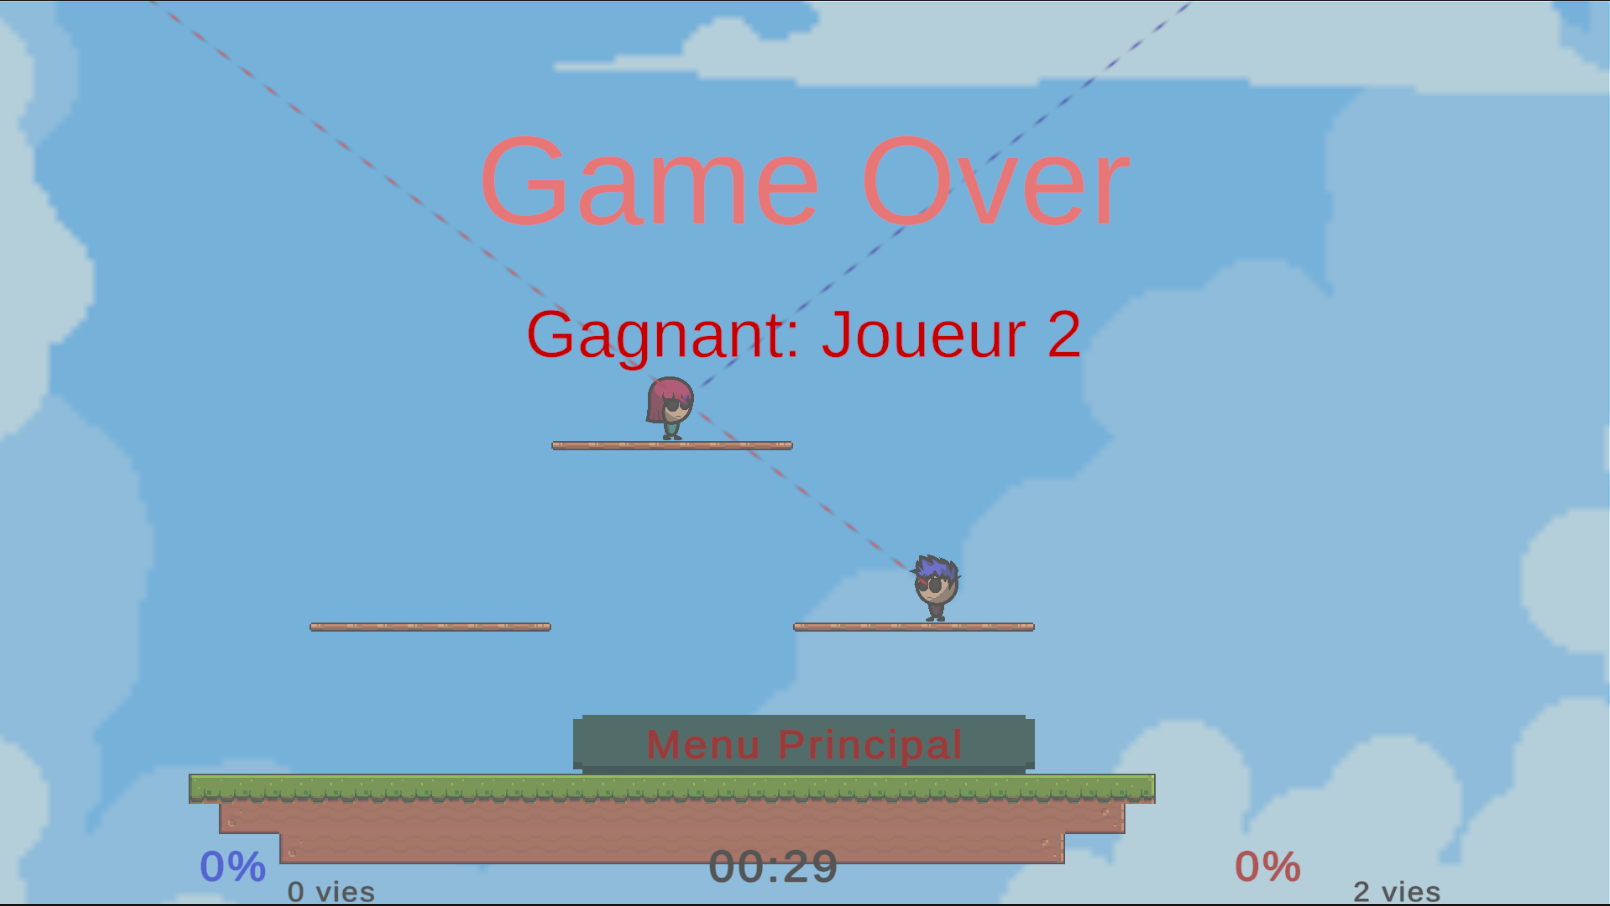 Game Over
Gagnant: Joueur 2
Menu Principal
0% 00:29 0%
0 vies 2 vies